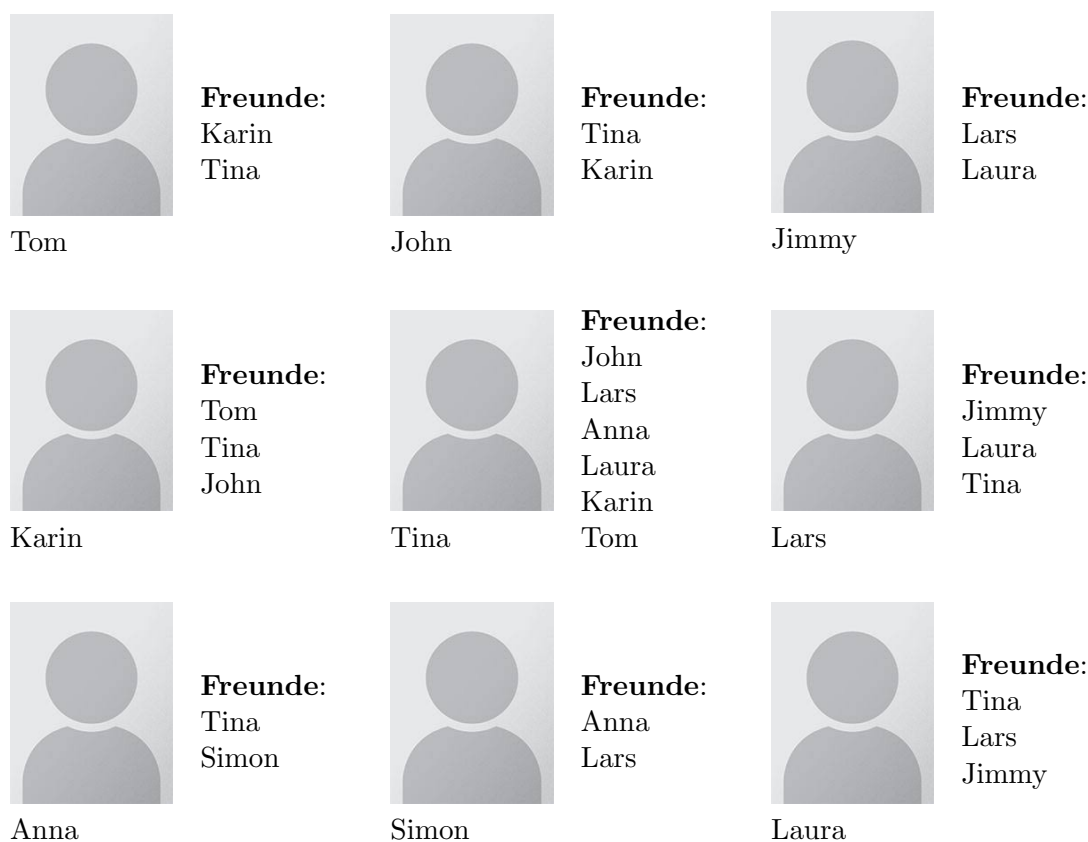 Freunde:
Karin
Tina
Tom
Freunde:
Tina
Karin
John
Freunde:
Lars
Laura
Jimmy
Freunde:
Tom
Tina
John
Karin
Freunde:
John
Lars
Anna
Laura
Karin
Tom
Tina
Freunde:
Jimmy
Laura
Tina
Lars
Freunde:
Tina
Simon
Anna
Freunde:
Anna
Lars
Simon
Freunde:
Tina
Lars
Jimmy
Laura